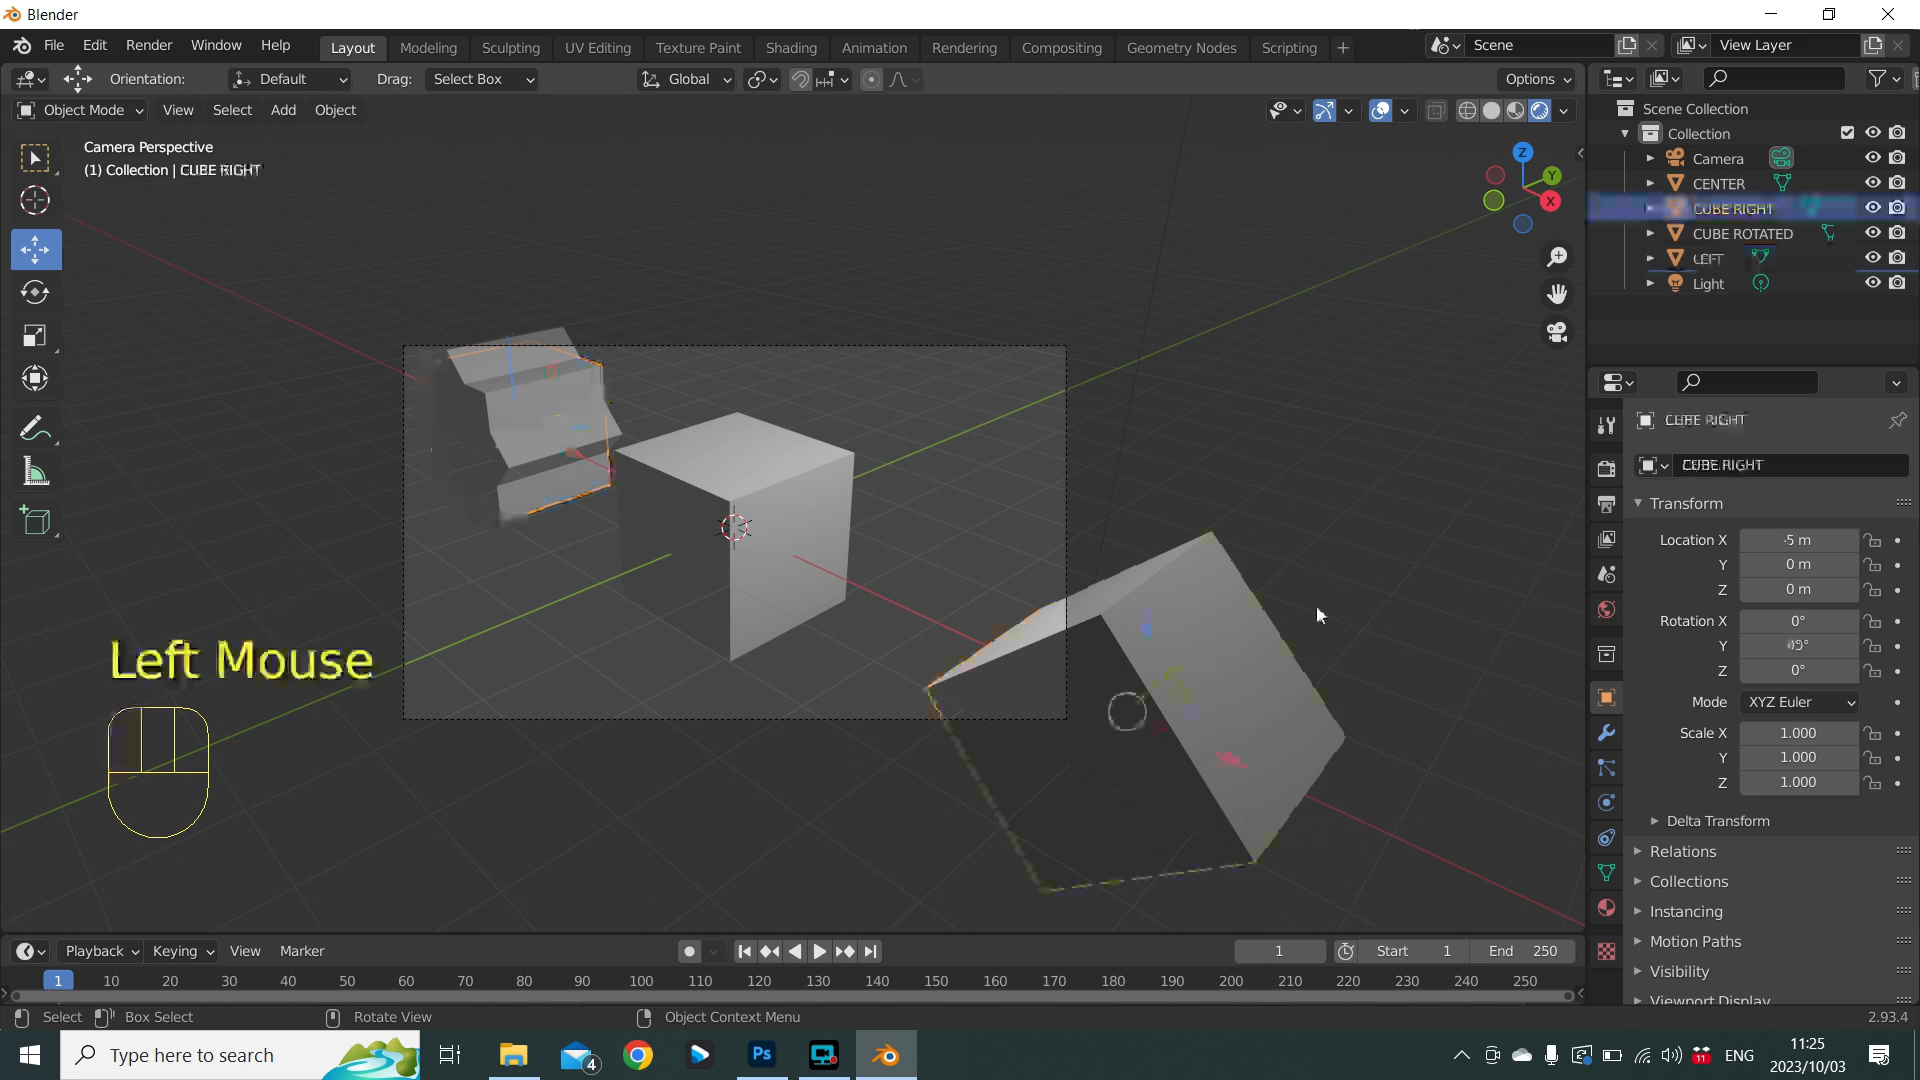 Blender
File Edit Render Window Help Layout Modeling Sculpting UV Editing Texture Paint Shading Animation Rendering Compositing Geometry Nodes Scripting + Scene View Layer
Orientation: Default Drag: Select Box Global Options
Object Mode View Select Add Object
Camera Perspective
(1) Collection | CUBE RIGHT
Z
Y
X
Scene Collection
Collection
Camera
CENTER
CUBE RIGHT
CUBE ROTATED
LEFT
Light
CUBE RIGHT
CUBE RIGHT
Transform
Location X -5 m
Y 0 m
Z 0 m
Rotation X 0°
Y
Z 0°
Mode XYZ Euler
Scale X 1.000
Y 1.000
Z 1.000
Delta Transform
Relations
Collections
Instancing
Motion Paths
Visibility
Viewport Display
Left Mouse
Playback Keying View Marker 1 Start 1 End 250
1 10 20 30 40 50 60 70 80 90 100 110 120 130 140 150 160 170 180 190 200 210 220 230 240 250
Select Box Select Rotate View Object Context Menu 2.93.4
Type here to search 4 Ps 11 ENG 11:25
2023/10/03